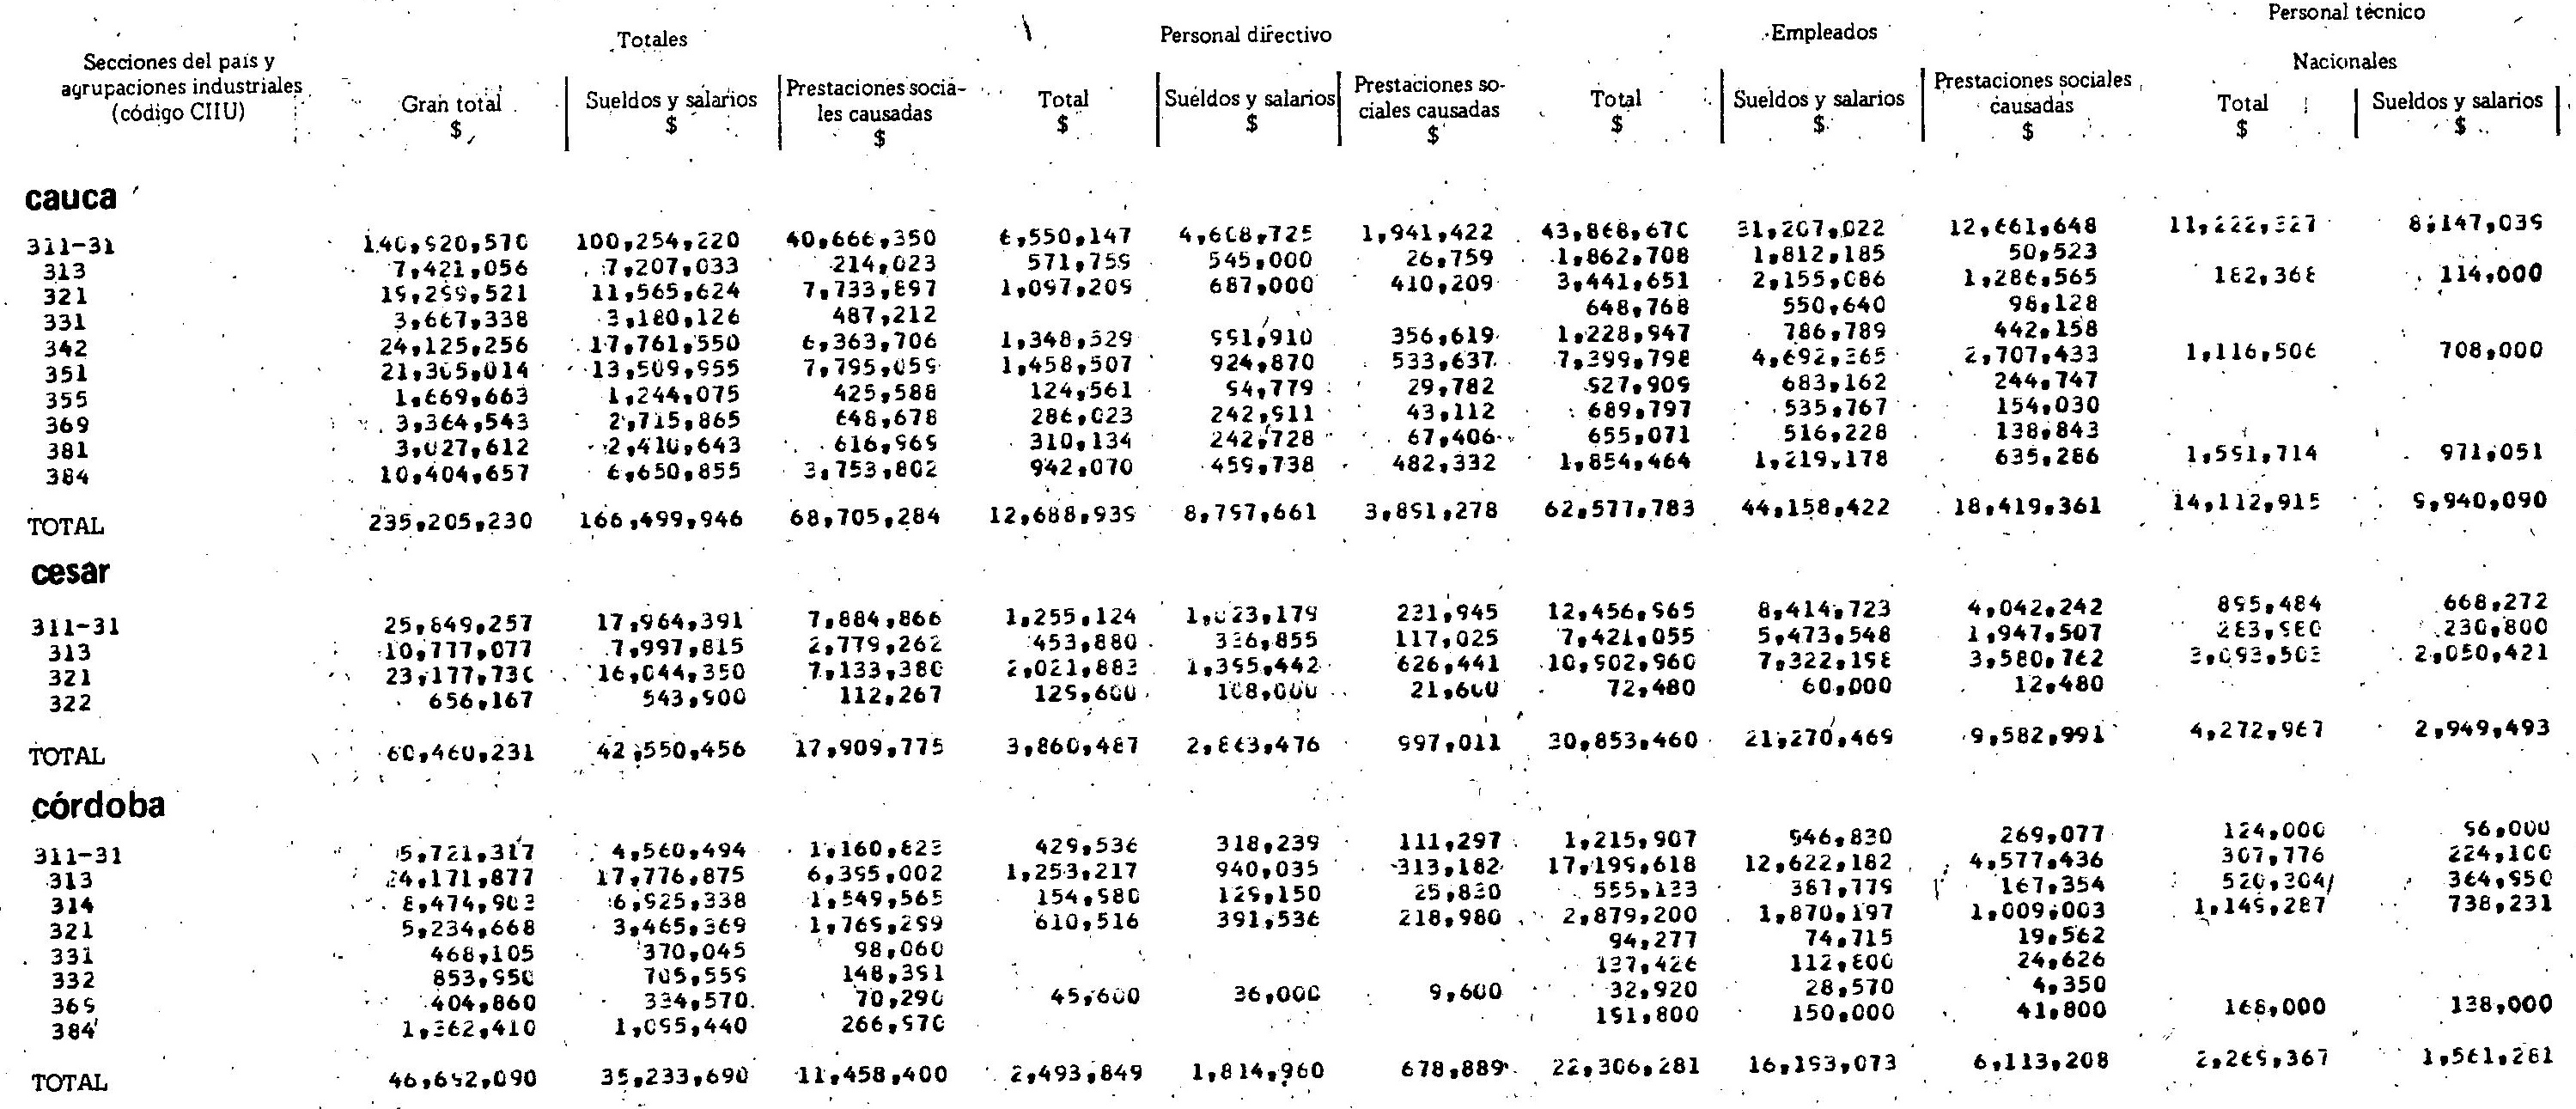 Personal técnico
Totales Personal directivo Empleados
Nacionales
Secciones del pais y
agrupaciones industriales
(código CIIU)
Gran total
$
Sueldos y salarios
$
Prestaciones socia-
les causadas
$
Total
$
Sueldos y salarios
$
Prestaciones so-
ciales causadas
$
Total
$
Sueldos y salarios
$
Prestaciones sociales
causadas
$
Total
$
Sueldos y salarios
$
cauca
311-31 140,920,570 100,254,220 40,666,350 6,550,147 4,608,725 1,941,422 43,868,670 31,207,022 12,661,648 11,222,327 8,147,039
313 7,421,056 7,207,033 214,023 571,759 545,000 26,759 1,862,708 1,812,185 50,523
321 19,299,521 11,565,624 7,733,897 1,097,209 687,000 410,209 3,441,651 2,155,086 1,286,565 182,368 114,000
331 3,667,338 3,180,126 487,212 648,768 550,640 98,128
342 24,125,256 17,761,550 6,363,706 1,348,529 991,910 356,619 1,228,947 786,789 442,158
351 21,305,014 13,509,955 7,795,059 1,458,507 924,870 533,637 7,399,798 4,692,365 2,707,433 1,116,506 708,000
355 1,669,663 1,244,075 425,588 124,561 94,779 29,782 927,909 683,162 244,747
369 3,364,543 2,715,865 648,678 286,023 242,911 43,112 689,797 535,767 154,030
381 3,027,612 2,410,643 616,969 310,134 242,728 67,406 655,071 516,228 138,843
384 10,404,657 6,650,855 3,753,802 942,070 459,738 482,332 1,854,464 1,219,178 635,286 1,591,714 971,051
TOTAL 235,205,230 166,499,946 68,705,284 12,688,939 8,797,661 3,891,278 62,577,783 44,158,422 18,419,361 14,112,915 9,940,090
cesar
311-31 25,849,257 17,964,391 7,884,866 1,255,124 1,023,179 231,945 12,456,965 8,414,723 4,042,242 895,484 668,272
313 10,777,077 7,997,815 2,779,262 453,880 336,855 117,025 7,421,055 5,473,548 1,947,507 283,980 230,800
321 23,177,730 16,044,350 7,133,380 2,021,883 1,395,442 626,441 10,902,960 7,322,198 3,580,762 3,093,503 2,050,421
322 656,167 543,900 112,267 129,600 108,000 21,600 72,480 60,000 12,480
TOTAL 60,460,231 42,550,456 17,909,775 3,860,487 2,863,476 997,011 30,853,460 21,270,469 9,582,991 4,272,967 2,949,493
córdoba
311-31 5,721,317 4,560,494 1,160,823 429,536 318,239 111,297 1,215,907 946,830 269,077 124,000 96,000
313 24,171,877 17,776,875 6,395,002 1,253,217 940,035 313,182 17,199,618 12,622,182 4,577,436 307,776 224,100
314 8,474,903 6,925,338 1,549,565 154,980 129,150 25,830 555,133 387,779 167,354 520,304 364,950
321 5,234,668 3,465,369 1,769,299 610,516 391,536 218,980 2,879,200 1,870,197 1,009,003 1,149,287 738,231
331 468,105 370,045 98,060 94,277 74,715 19,562
332 853,950 705,559 148,391 137,426 112,800 24,626
369 404,860 334,570 70,290 45,600 36,000 9,600 32,920 28,570 4,350
384 1,362,410 1,095,440 266,970 191,800 150,000 41,800 168,000 138,000
TOTAL 46,692,090 35,233,690 11,458,400 2,493,849 1,814,960 678,889 22,306,281 16,193,073 6,113,208 2,269,367 1,561,281